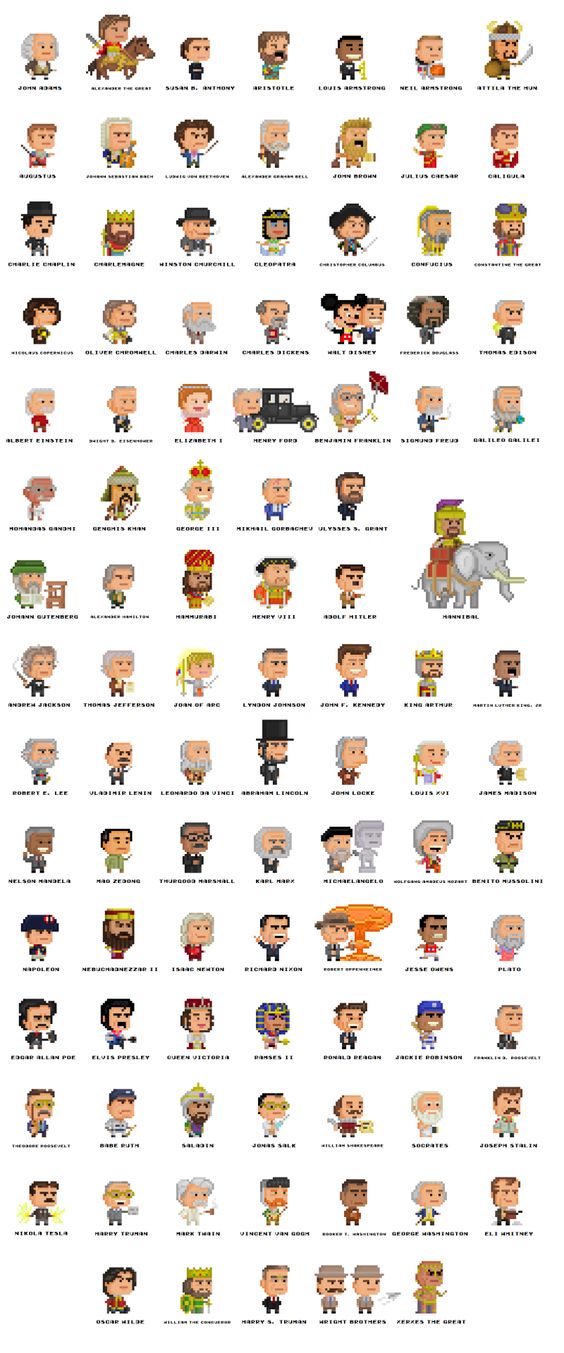 JOHN ADAMS
ALEXANDER THE GREAT
SUSAN B. ANTHONY
ARISTOTLE
LOUIS ARMSTRONG
NEIL ARMSTRONG
ATTILA THE HUN
AUGUSTUS
JOHANN SEBASTIAN BACH
LUDWIG VON BEETHOVEN
ALEXANDER GRAHAM BELL
JOHN BROWN
JULIUS CAESAR
CALIGULA
CHARLIE CHAPLIN
CHARLEMAGNE
WINSTON CHURCHILL
CLEOPATRA
CHRISTOPHER COLUMBUS
CONFUCIUS
CONSTANTINE THE GREAT
NICOLAUS COPERNICUS
OLIVER CROMWELL
CHARLES DARWIN
CHARLES DICKENS
WALT DISNEY
FREDERICK DOUGLASS
THOMAS EDISON
ALBERT EINSTEIN
DWIGHT D. EISENHOWER
ELIZABETH I
HENRY FORD
BENJAMIN FRANKLIN
SIGMUND FREUD
GALILEO GALILEI
MOHANDAS GANDHI
GENGHIS KHAN
GEORGE III
MIKHAIL GORBACHEV
ULYSSES S. GRANT
HANNIBAL
JOHANN GUTENBERG
ALEXANDER HAMILTON
HAMMURABI
HENRY VIII
ADOLF HITLER
ANDREW JACKSON
THOMAS JEFFERSON
JOAN OF ARC
LYNDON JOHNSON
JOHN F. KENNEDY
KING ARTHUR
MARTIN LUTHER KING, JR
ROBERT E. LEE
VLADIMIR LENIN
LEONARDO DA VINCI
ABRAHAM LINCOLN
JOHN LOCKE
LOUIS XVI
JAMES MADISON
NELSON MANDELA
MAO ZEDONG
THURGOOD MARSHALL
KARL MARX
MICHAELANGELO
WOLFGANG AMADEUS MOZART
BENITO MUSSOLINI
NAPOLEON
NEBUCHADNEZZAR II
ISAAC NEWTON
RICHARD NIXON
ROBERT OPPENHEIMER
JESSE OWENS
PLATO
EDGAR ALLAN POE
ELVIS PRESLEY
QUEEN VICTORIA
RAMSES II
RONALD REAGAN
JACKIE ROBINSON
FRANKLIN D. ROOSEVELT
THEODORE ROOSEVELT
BABE RUTH
SALADIN
JONAS SALK
WILLIAM SHAKESPEARE
SOCRATES
JOSEPH STALIN
NIKOLA TESLA
HARRY TRUMAN
MARK TWAIN
VINCENT VAN GOGH
BOOKER T. WASHINGTON
GEORGE WASHINGTON
ELI WHITNEY
OSCAR WILDE
WILLIAM THE CONQUEROR
HARRY S. TRUMAN
WRIGHT BROTHERS
XERXES THE GREAT